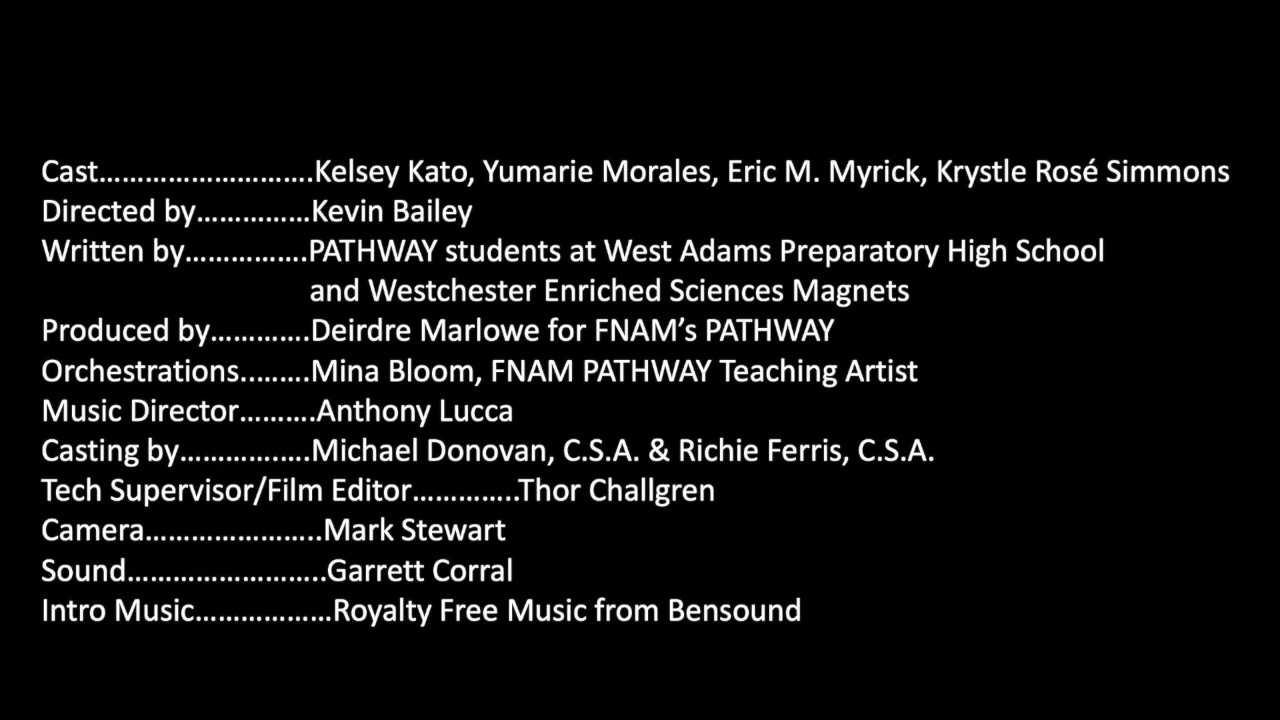 Cast……………………….Kelsey Kato, Yumarie Morales, Eric M. Myrick, Krystle Rosé Simmons
Directed by……………Kevin Bailey
Written by…………….PATHWAY students at West Adams Preparatory High School
and Westchester Enriched Sciences Magnets
Produced by………….Deirdre Marlowe for FNAM’s PATHWAY
Orchestrations..…….Mina Bloom, FNAM PATHWAY Teaching Artist
Music Director……….Anthony Lucca
Casting by…………..….Michael Donovan, C.S.A. & Richie Ferris, C.S.A.
Tech Supervisor/Film Editor…………..Thor Challgren
Camera…………………..Mark Stewart
Sound……………………..Garrett Corral
Intro Music………………Royalty Free Music from Bensound